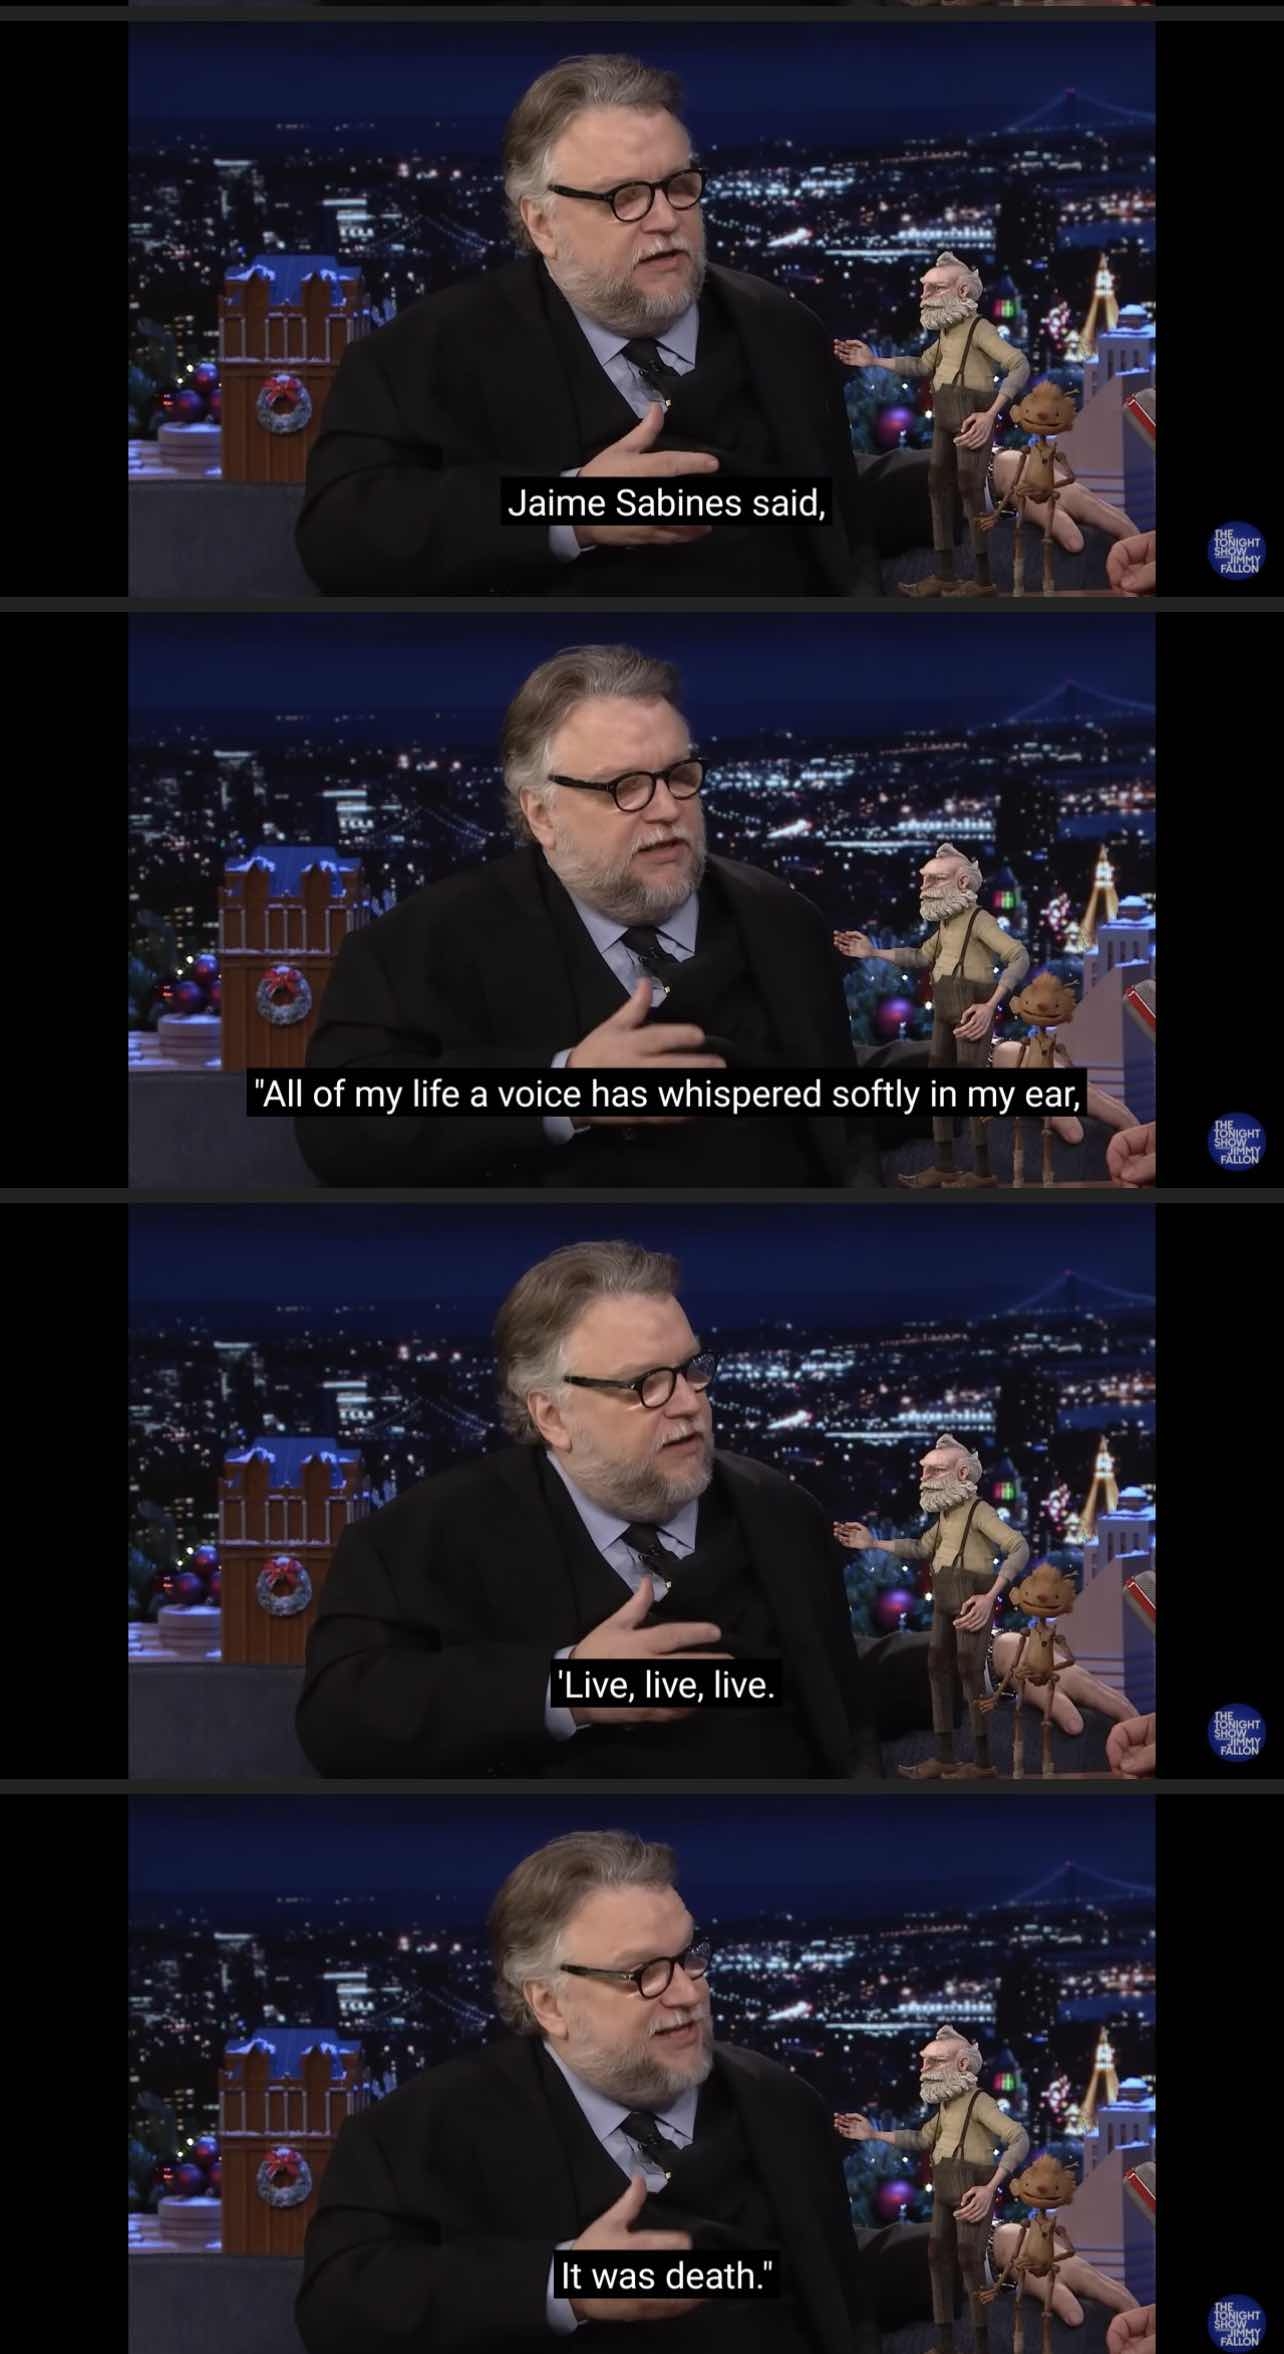 Jaime Sabines said,
THE
TONIGHT
SHOW
JIMMY
FALLON
"All of my life a voice has whispered softly in my ear,
THE
TONIGHT
SHOW
JIMMY
FALLON
'Live, live, live.
THE
TONIGHT
SHOW
JIMMY
FALLON
It was death."
THE
TONIGHT
SHOW
JIMMY
FALLON